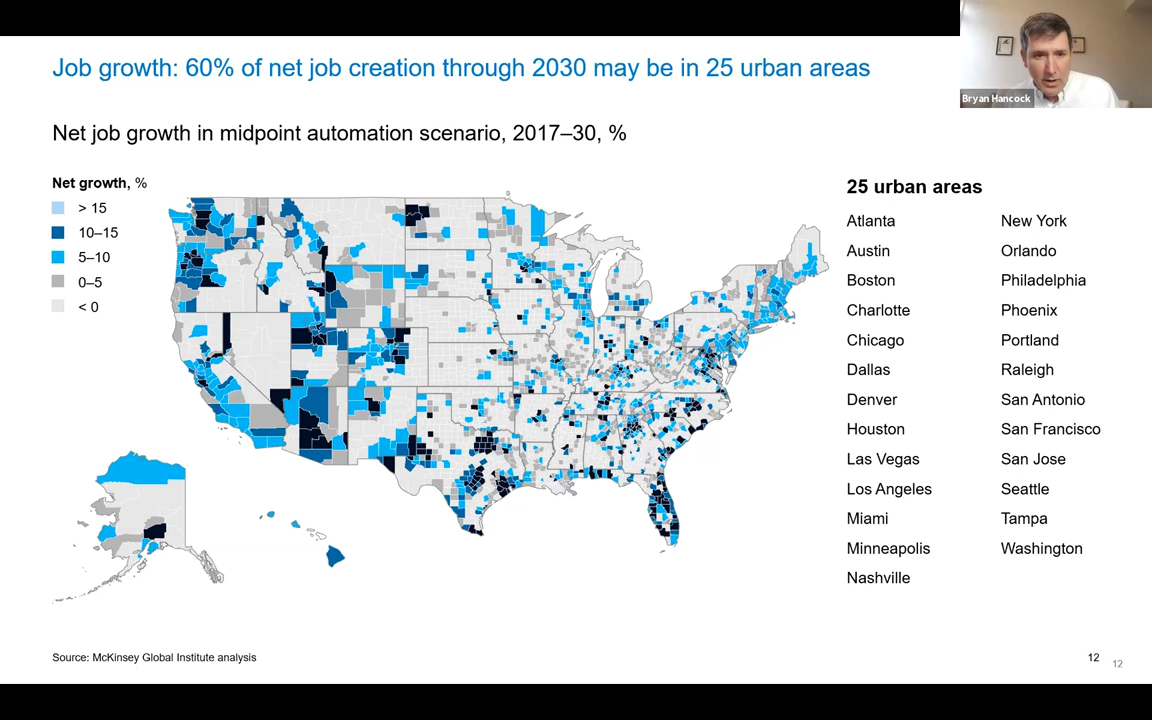 Job growth: 60% of net job creation through 2030 may be in 25 urban areas
Bryan Hancock
Net job growth in midpoint automation scenario, 2017–30, %
Net growth, %
> 15
10–15
5–10
0–5
< 0
25 urban areas
Atlanta
Austin
Boston
Charlotte
Chicago
Dallas
Denver
Houston
Las Vegas
Los Angeles
Miami
Minneapolis
Nashville
New York
Orlando
Philadelphia
Phoenix
Portland
Raleigh
San Antonio
San Francisco
San Jose
Seattle
Tampa
Washington
Source: McKinsey Global Institute analysis
12
12